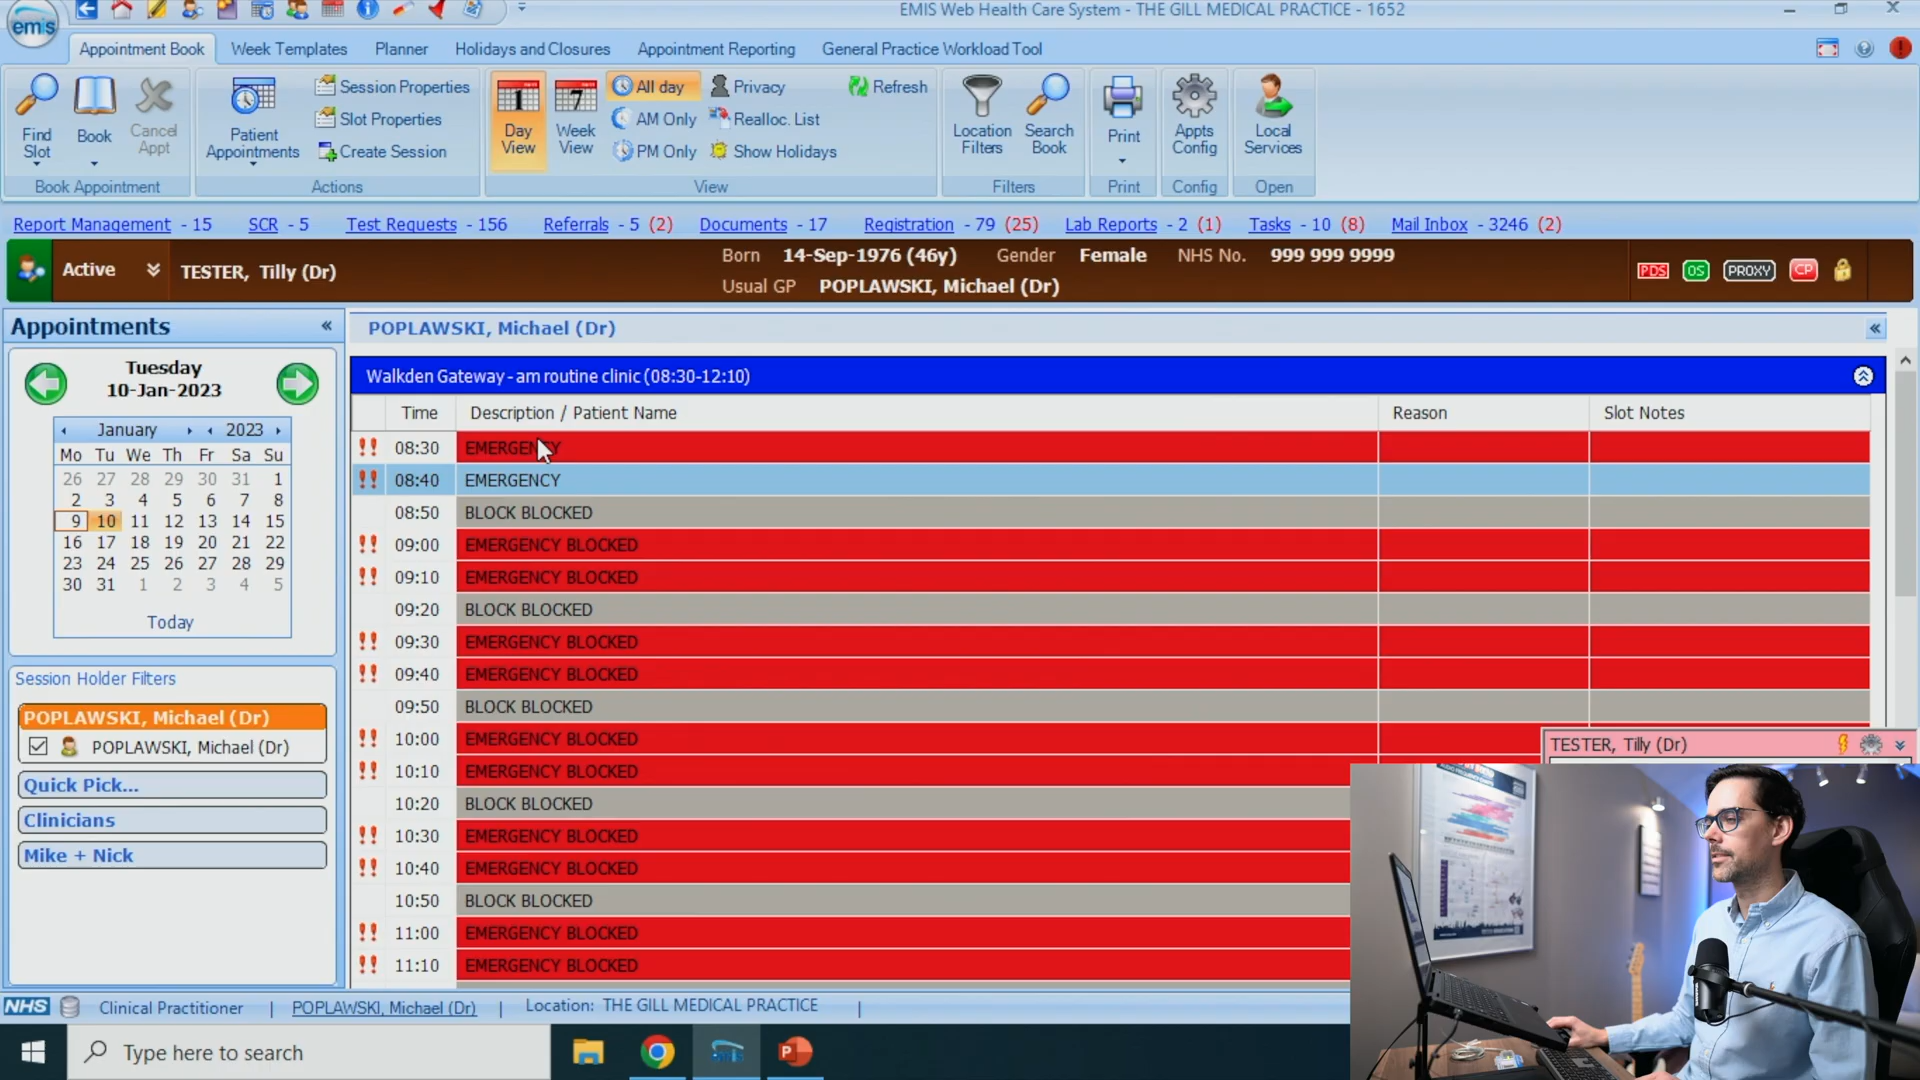 emis
EMIS Web Health Care System - THE GILL MEDICAL PRACTICE - 1652
Appointment Book
Week Templates
Planner
Holidays and Closures
Appointment Reporting
General Practice Workload Tool
Find Slot
Book
Cancel Appt
Book Appointment
Patient Appointments
Session Properties
Slot Properties
Create Session
Actions
Day View
Week View
All day
AM Only
PM Only
Privacy
Realloc. List
Show Holidays
Refresh
View
Location Filters
Search Book
Filters
Print
Print
Appts Config
Config
Local Services
Open
Report Management - 15
SCR - 5
Test Requests - 156
Referrals - 5 (2)
Documents - 17
Registration - 79 (25)
Lab Reports - 2 (1)
Tasks - 10 (8)
Mail Inbox - 3246 (2)
Active
TESTER, Tilly (Dr)
Born 14-Sep-1976 (46y) Gender Female NHS No. 999 999 9999
Usual GP POPLAWSKI, Michael (Dr)
PDS OS PROXY CP
Appointments
Tuesday
10-Jan-2023
January 2023
Mo Tu We Th Fr Sa Su
26 27 28 29 30 31 1
2 3 4 5 6 7 8
9 10 11 12 13 14 15
16 17 18 19 20 21 22
23 24 25 26 27 28 29
30 31 1 2 3 4 5
Today
Session Holder Filters
POPLAWSKI, Michael (Dr)
POPLAWSKI, Michael (Dr)
Quick Pick...
Clinicians
Mike + Nick
POPLAWSKI, Michael (Dr)
Walkden Gateway - am routine clinic (08:30-12:10)
Time Description / Patient Name Reason Slot Notes
08:30 EMERGENCY
08:40 EMERGENCY
08:50 BLOCK BLOCKED
09:00 EMERGENCY BLOCKED
09:10 EMERGENCY BLOCKED
09:20 BLOCK BLOCKED
09:30 EMERGENCY BLOCKED
09:40 EMERGENCY BLOCKED
09:50 BLOCK BLOCKED
10:00 EMERGENCY BLOCKED
10:10 EMERGENCY BLOCKED
10:20 BLOCK BLOCKED
10:30 EMERGENCY BLOCKED
10:40 EMERGENCY BLOCKED
10:50 BLOCK BLOCKED
11:00 EMERGENCY BLOCKED
11:10 EMERGENCY BLOCKED
TESTER, Tilly (Dr)
NHS Clinical Practitioner | POPLAWSKI, Michael (Dr) | Location: THE GILL MEDICAL PRACTICE |
Type here to search
emis